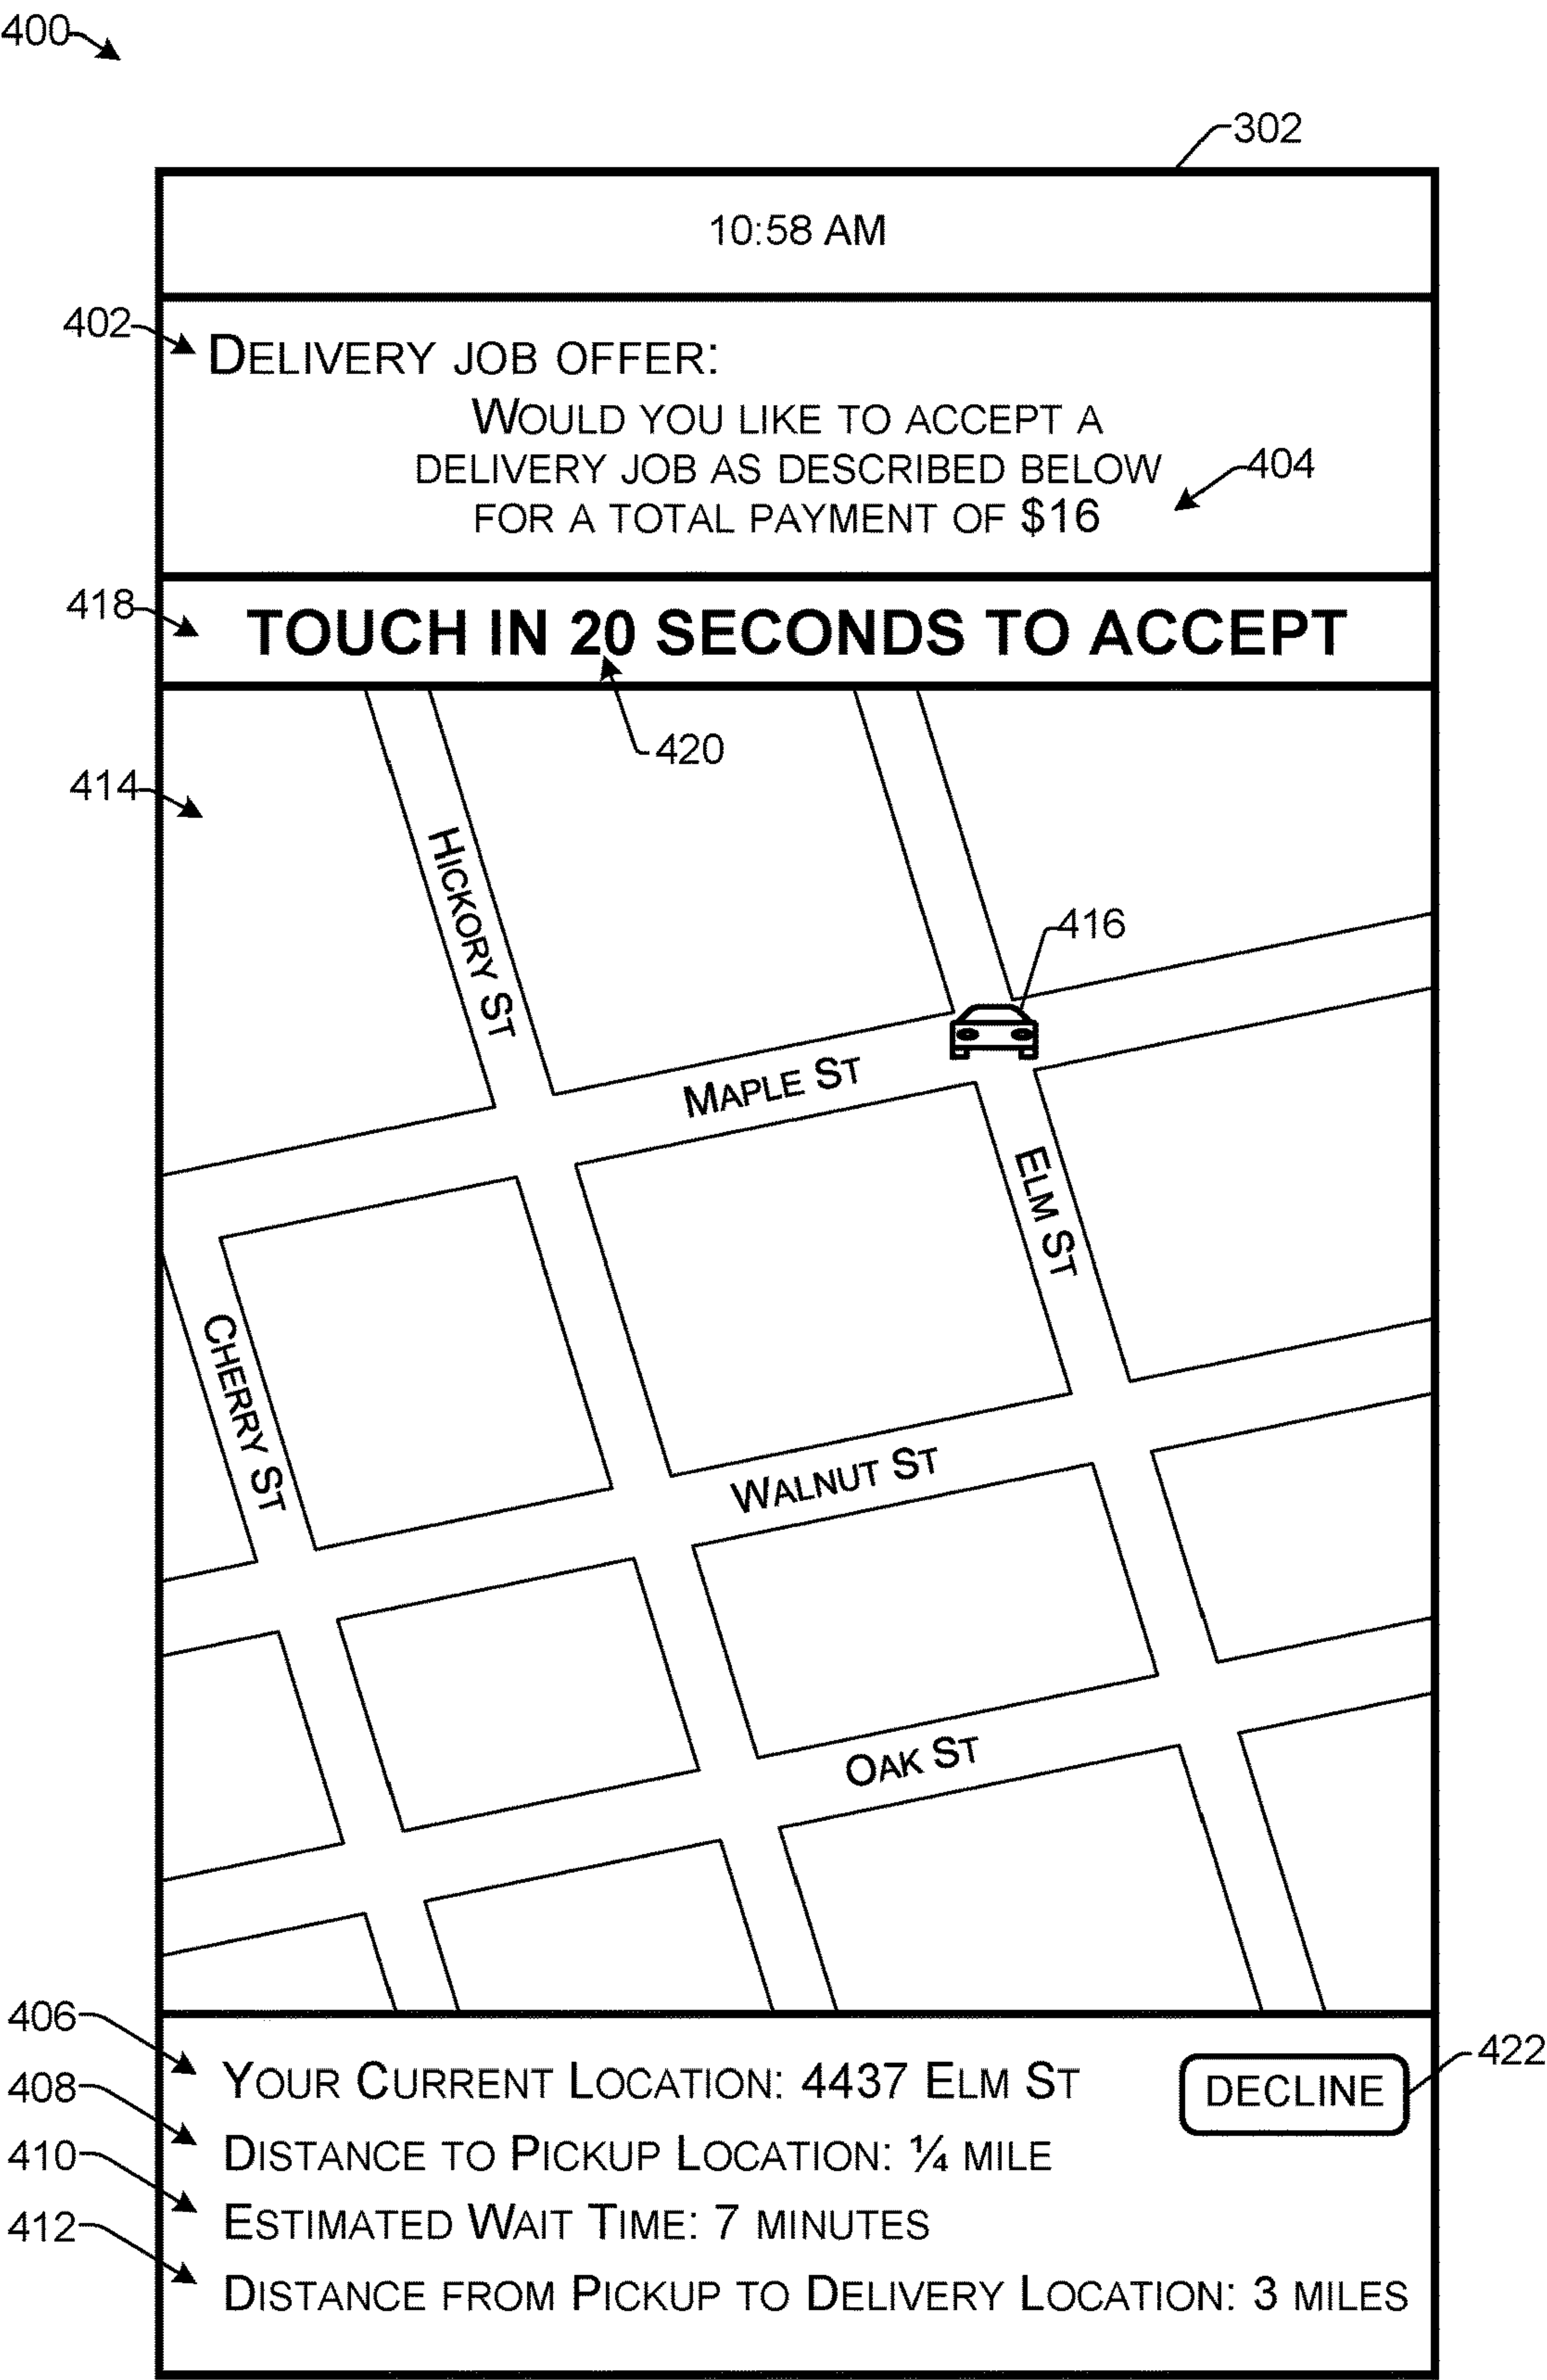 400
302
10:58 AM
402
DELIVERY JOB OFFER:
WOULD YOU LIKE TO ACCEPT A
DELIVERY JOB AS DESCRIBED BELOW
FOR A TOTAL PAYMENT OF $16
404
418
TOUCH IN 20 SECONDS TO ACCEPT
420
414
HICKORY ST
416
MAPLE ST
ELM ST
CHERRY ST
WALNUT ST
OAK ST
406
YOUR CURRENT LOCATION: 4437 ELM ST
DECLINE
422
408
DISTANCE TO PICKUP LOCATION: ¼ MILE
410
ESTIMATED WAIT TIME: 7 MINUTES
412
DISTANCE FROM PICKUP TO DELIVERY LOCATION: 3 MILES